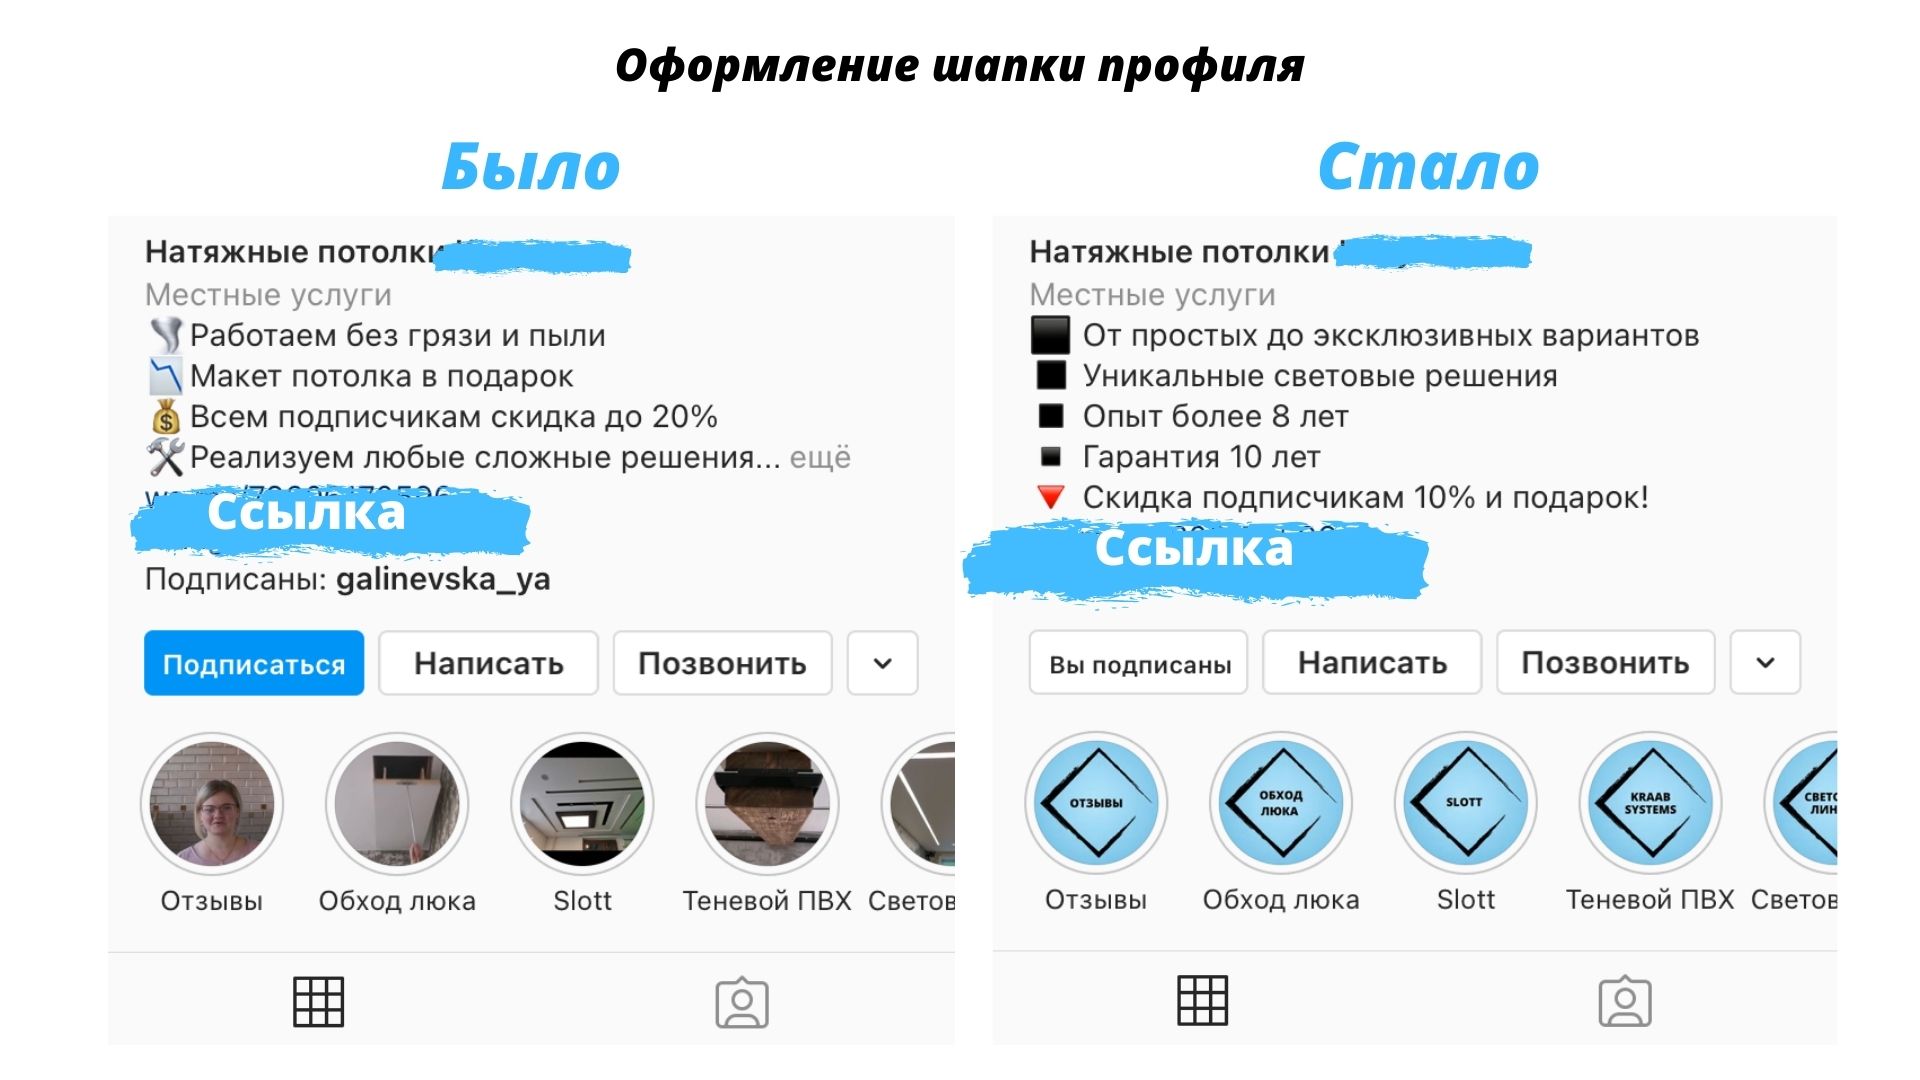 Оформление шапки профиля
Было
Натяжные потолки
Местные услуги
Работаем без грязи и пыли
Макет потолка в подарок
Всем подписчикам скидка до 20%
Реализуем любые сложные решения... ещё
Ссылка
Подписаны: galinevska_ya
Подписаться Написать Позвонить
Отзывы Обход люка Slott Теневой ПВХ Светов
Стало
Натяжные потолки
Местные услуги
От простых до эксклюзивных вариантов
Уникальные световые решения
Опыт более 8 лет
Гарантия 10 лет
Скидка подписчикам 10% и подарок!
Ссылка
Вы подписаны Написать Позвонить
ОТЗЫВЫ
ОБХОД
ЛЮКА
SLOTT
KRAAB
SYSTEMS
СВЕТО
ЛИН
Отзывы Обход люка Slott Теневой ПВХ Светов